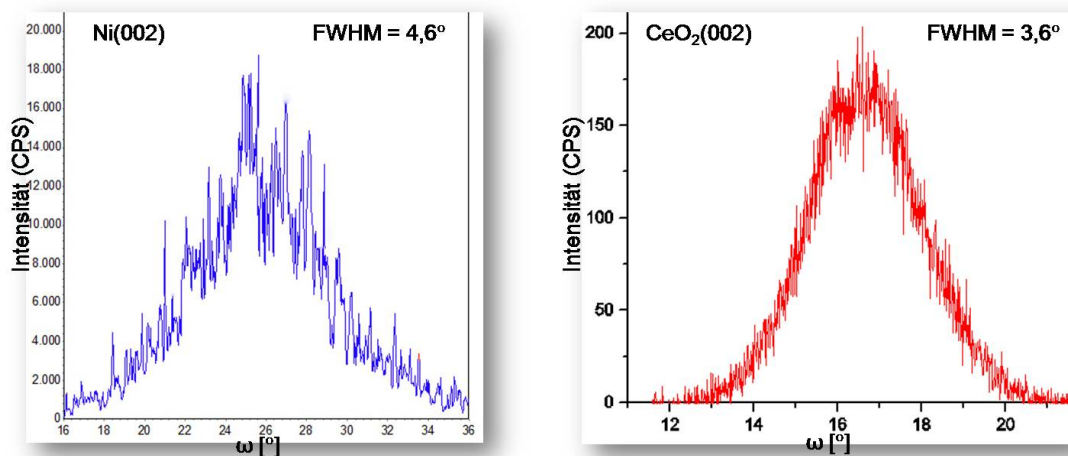 Ni(002) FWHM = 4,6°
20.000
18.000
16.000
14.000
12.000
10.000
8.000
6.000
4.000
2.000
0
Intensität (CPS)
16 18 20 22 24 26 28 30 32 34 36
ω [°]
CeO₂(002) FWHM = 3,6°
200
150
100
50
0
Intensität (CPS)
12 14 16 18 20
ω [°]